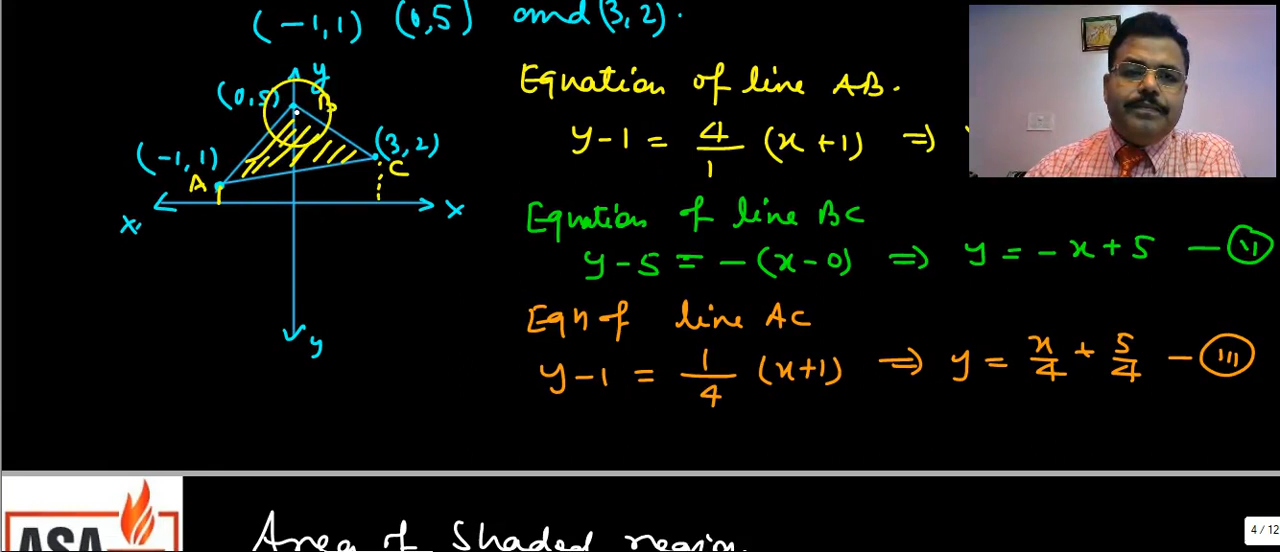 (-1,1) (0,5) and (3,2).
y
(0,5) B
(3,2)
(-1,1)
A C
x, x
y
Equation of line AB.
y-1 = 4/1 (x+1) ⇒
Equation of line BC
y-5 = -(x-0) ⇒ y = -x+5 - (ii)
Eqn of line AC
y-1 = 1/4 (x+1) ⇒ y = x/4 + 5/4 - (iii)
ASA
Area of shaded region.
4 / 12